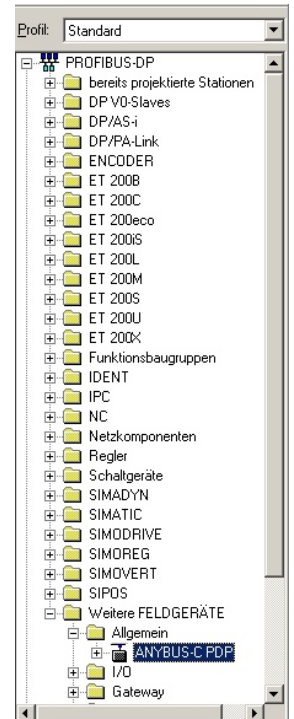 Profil: Standard
PROFIBUS-DP
bereits projektierte Stationen
DP V0-Slaves
DP/AS-i
DP/PA-Link
ENCODER
ET 200B
ET 200C
ET 200eco
ET 200iS
ET 200L
ET 200M
ET 200S
ET 200U
ET 200X
Funktionsbaugruppen
IDENT
IPC
NC
Netzkomponenten
Regler
Schaltgeräte
SIMADYN
SIMATIC
SIMODRIVE
SIMOREG
SIMOVERT
SIPOS
Weitere FELDGERÄTE
Allgemein
ANYBUS-C PDP
I/O
Gateway